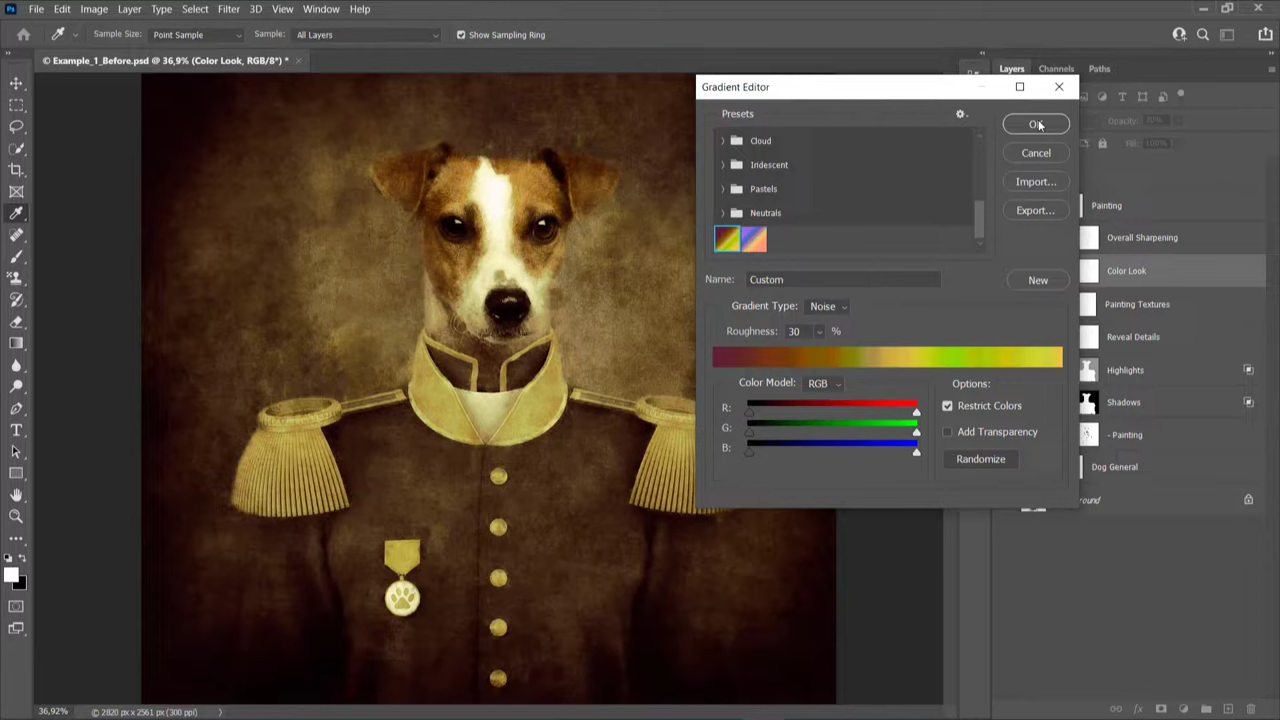 Ps File Edit Image Layer Type Select Filter 3D View Window Help
Sample Size: Point Sample Sample: All Layers Show Sampling Ring
© Example_1_Before.psd @ 36,9% (Color Look, RGB/8*) *
Layers Channels Paths
Gradient Editor
Presets
Cloud
Iridescent
Pastels
Neutrals
OK
Cancel
Import...
Export...
Name: Custom
New
Gradient Type: Noise
Roughness: 30 %
Color Model: RGB
R:
G:
B:
Options:
Restrict Colors
Add Transparency
Randomize
Opacity:
Fill: 100%
Painting
Overall Sharpening
Color Look
Painting Textures
Reveal Details
Highlights
Shadows
- Painting
Dog General
ound
36,92% © 2820 px x 2561 px (300 ppi)
fx